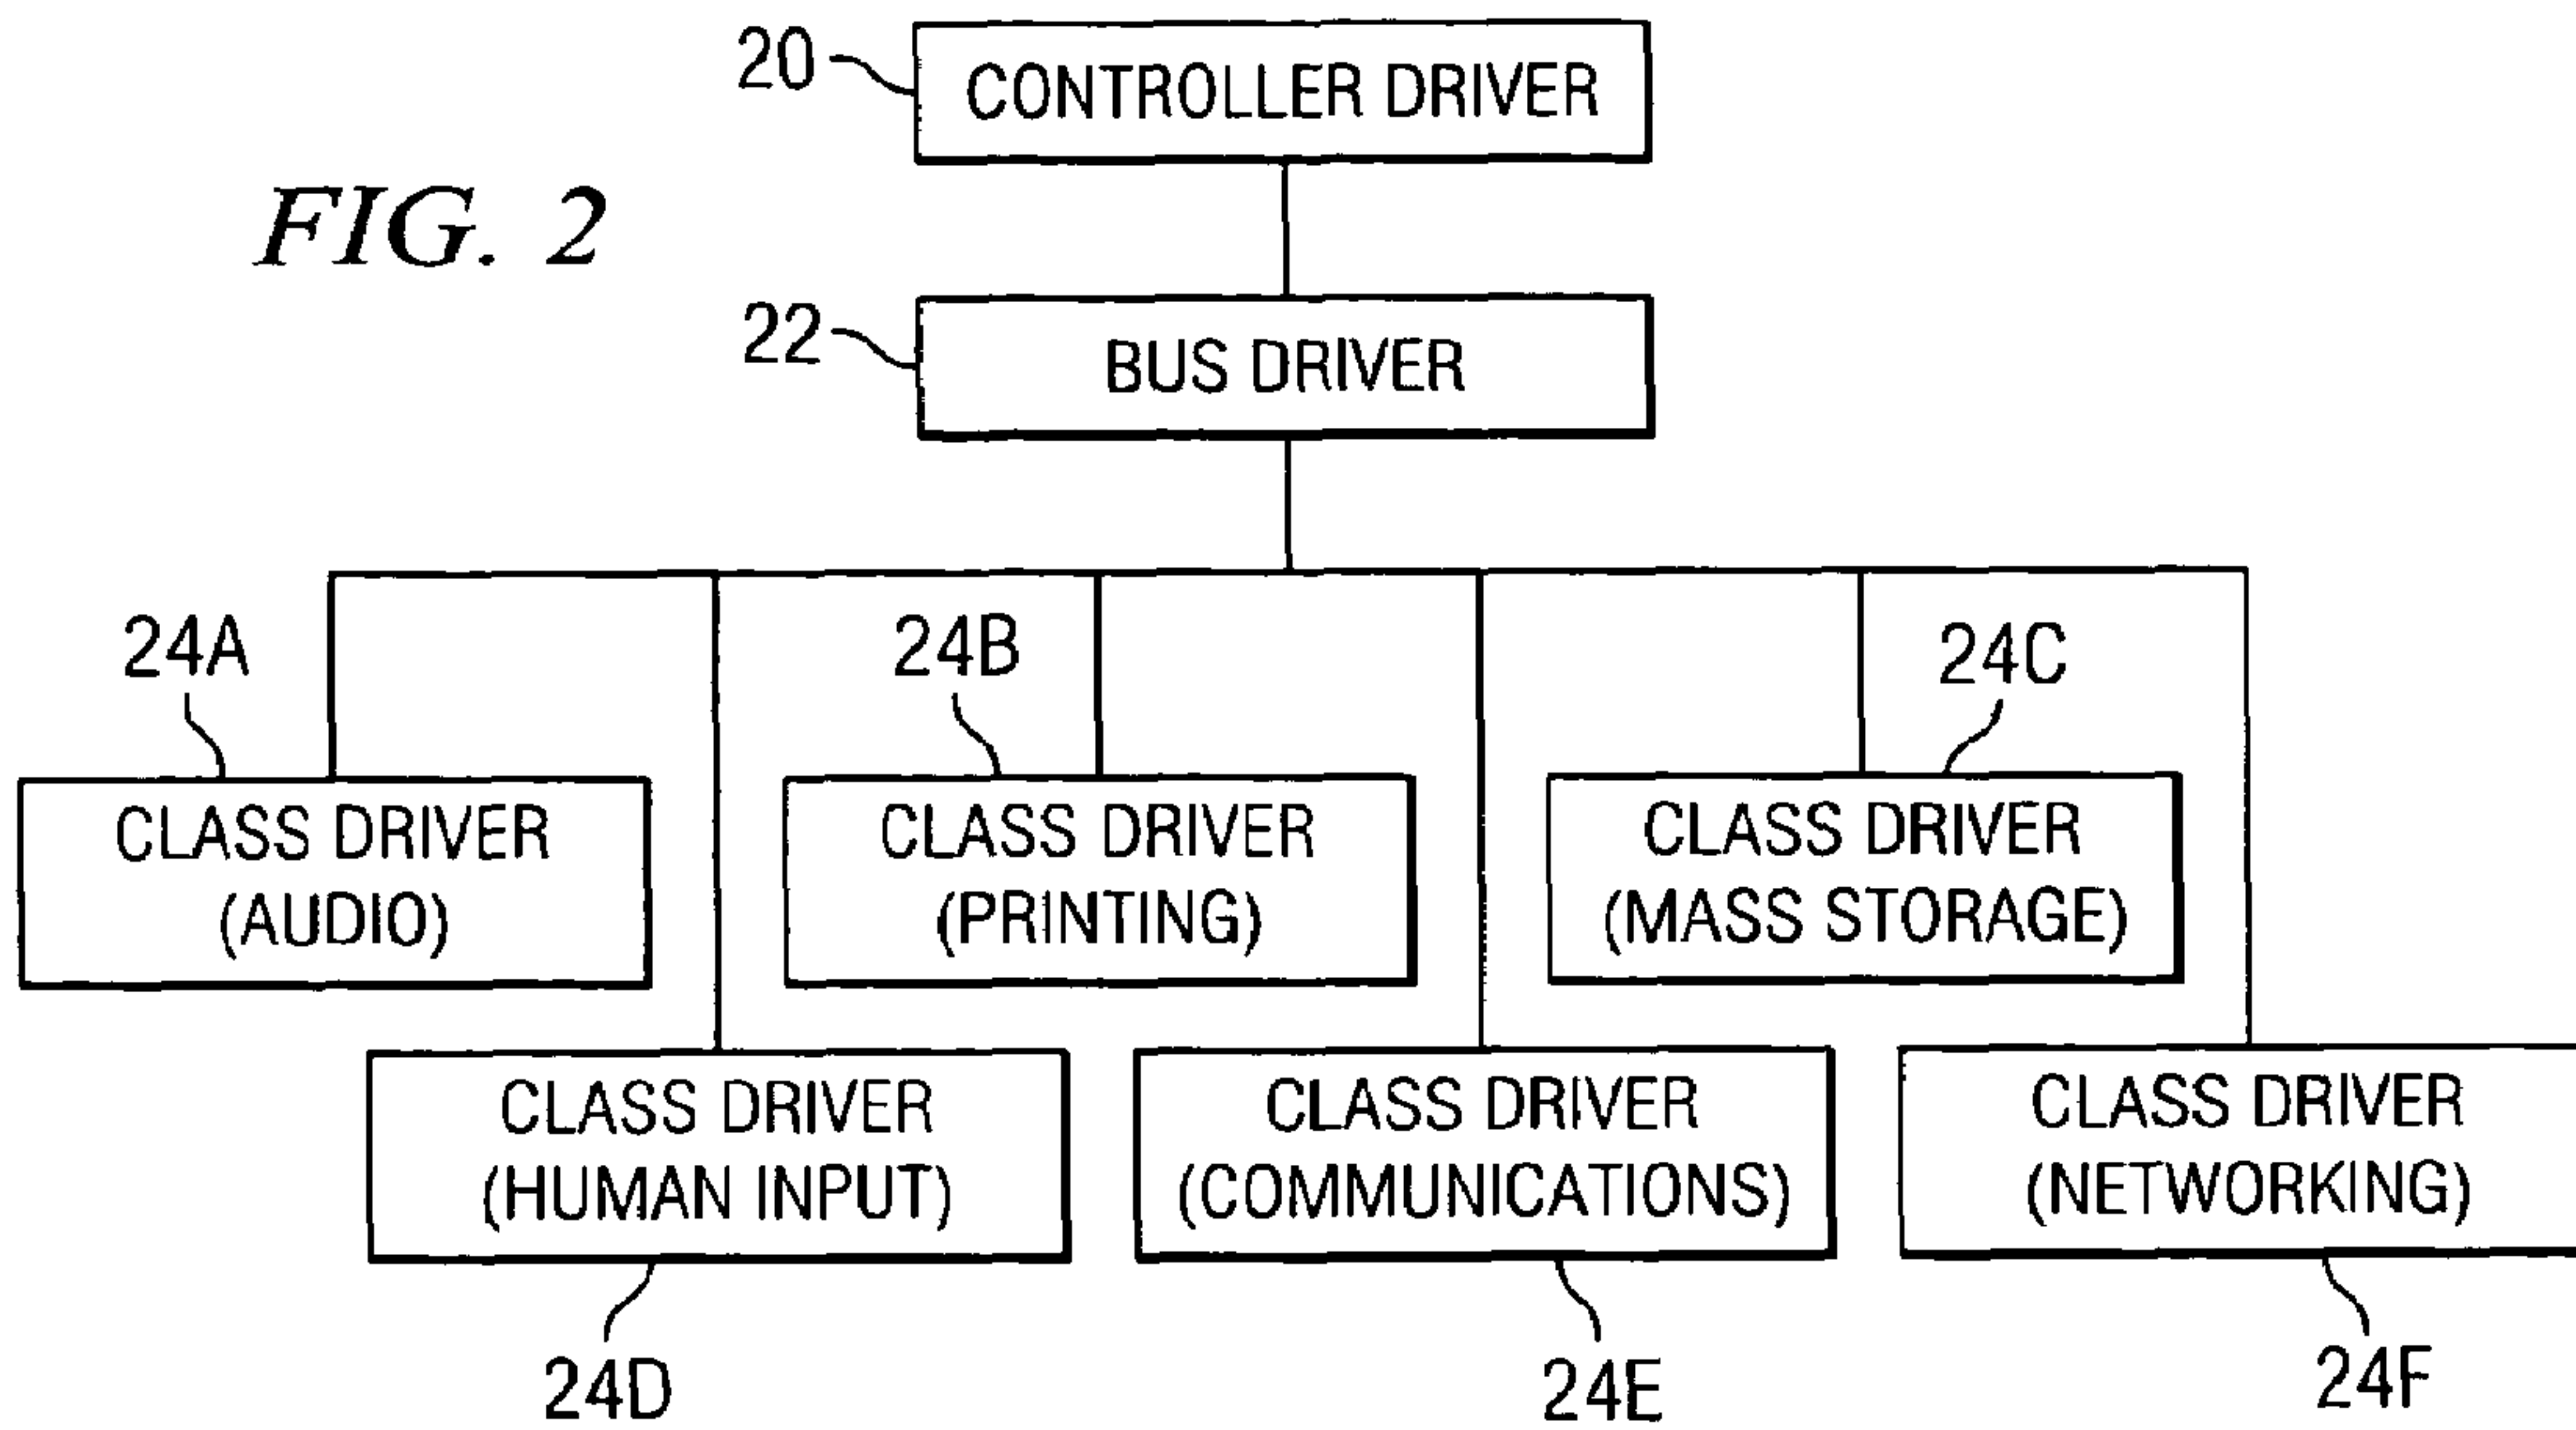 20
CONTROLLER DRIVER
FIG. 2
22
BUS DRIVER
24A
24B
24C
CLASS DRIVER
(AUDIO)
CLASS DRIVER
(PRINTING)
CLASS DRIVER
(MASS STORAGE)
CLASS DRIVER
(HUMAN INPUT)
CLASS DRIVER
(COMMUNICATIONS)
CLASS DRIVER
(NETWORKING)
24D
24E
24F